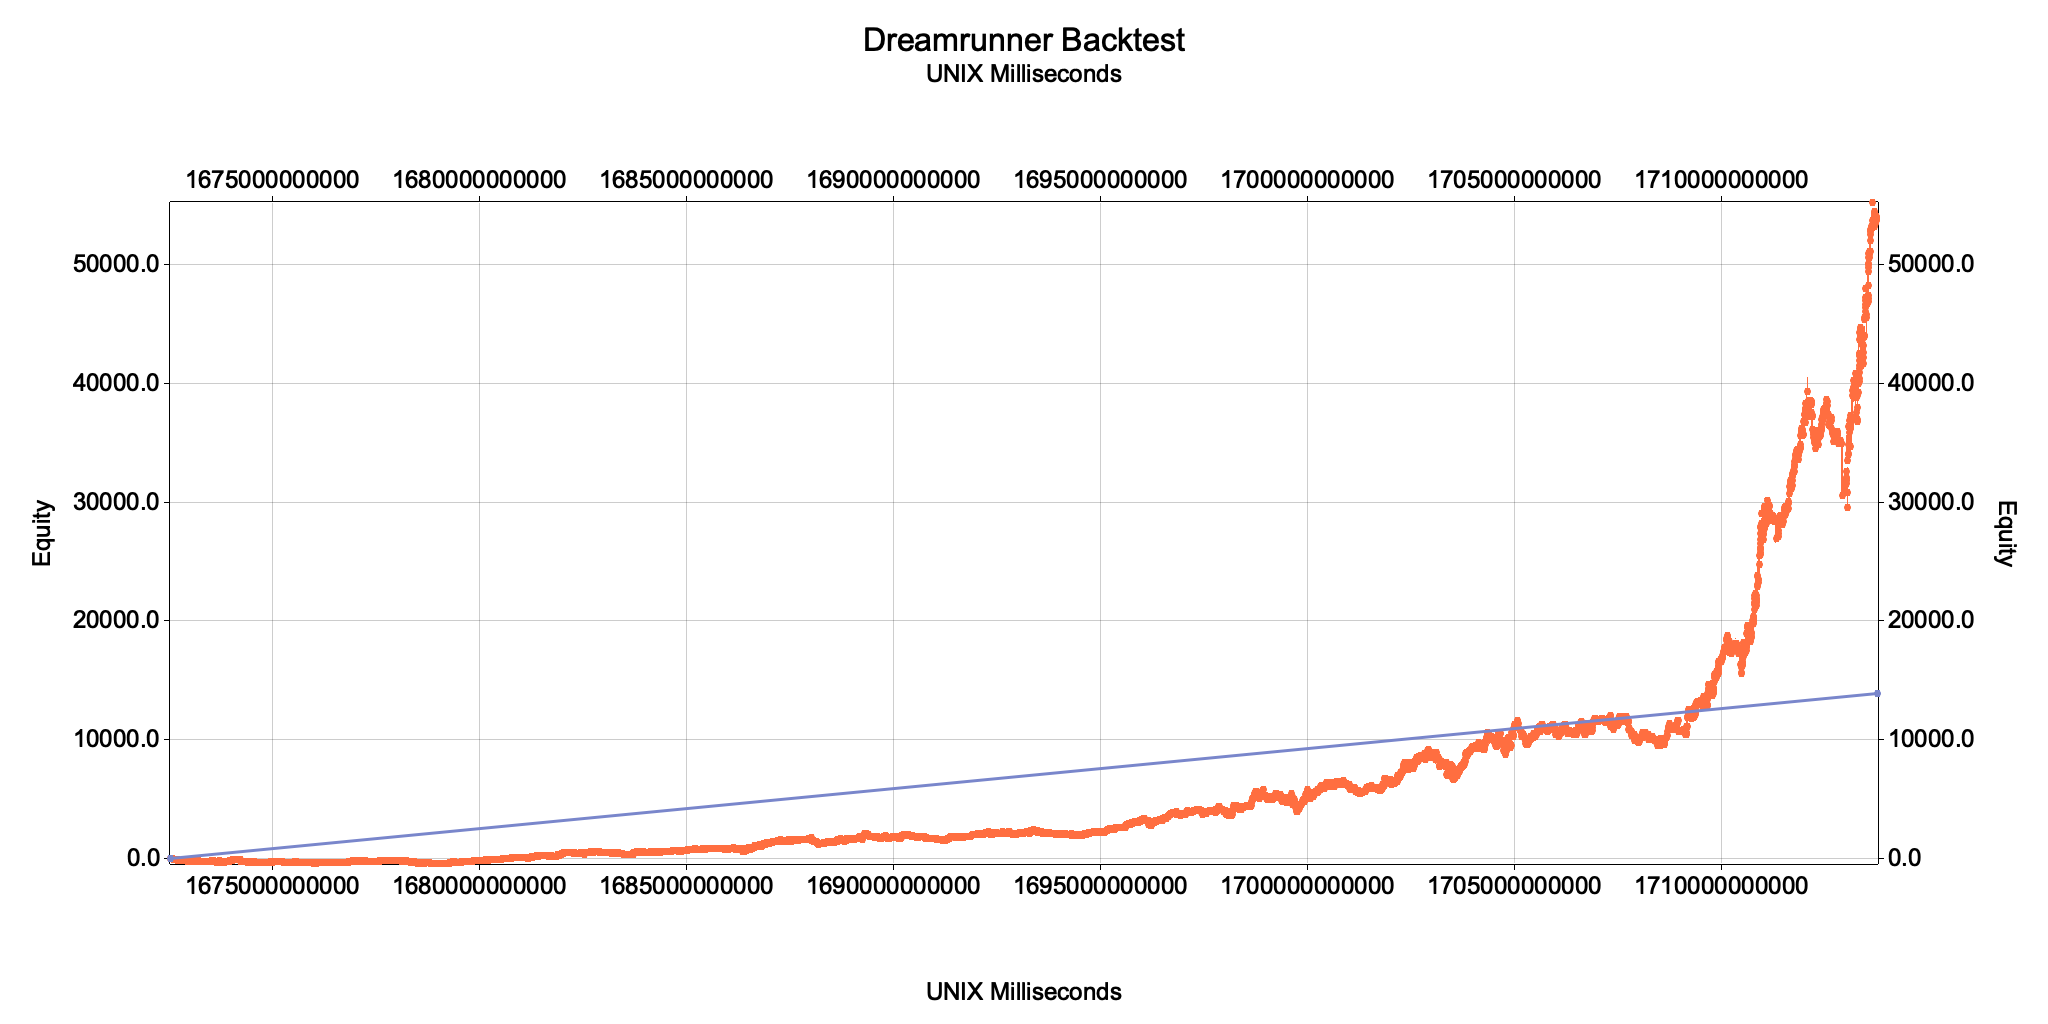 Dreamrunner Backtest
UNIX Milliseconds
1675000000000 1680000000000 1685000000000 1690000000000 1695000000000 1700000000000 1705000000000 1710000000000
50000.0 50000.0
40000.0 40000.0
30000.0 30000.0
Equity Equity
20000.0 20000.0
10000.0 10000.0
0.0 0.0
1675000000000 1680000000000 1685000000000 1690000000000 1695000000000 1700000000000 1705000000000 1710000000000
UNIX Milliseconds